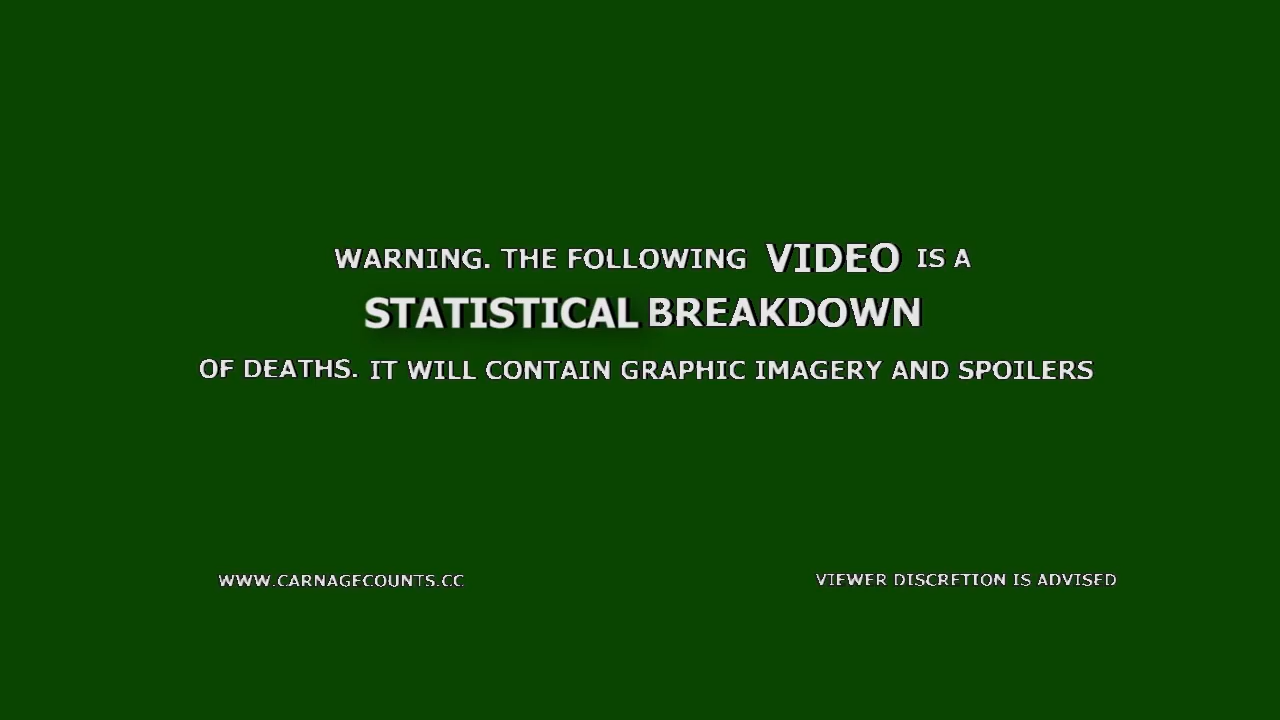 WARNING. THE FOLLOWING VIDEO IS A
STATISTICAL BREAKDOWN
OF DEATHS. IT WILL CONTAIN GRAPHIC IMAGERY AND SPOILERS
WWW.CARNAGECOUNTS.CC
VIEWER DISCRETION IS ADVISED